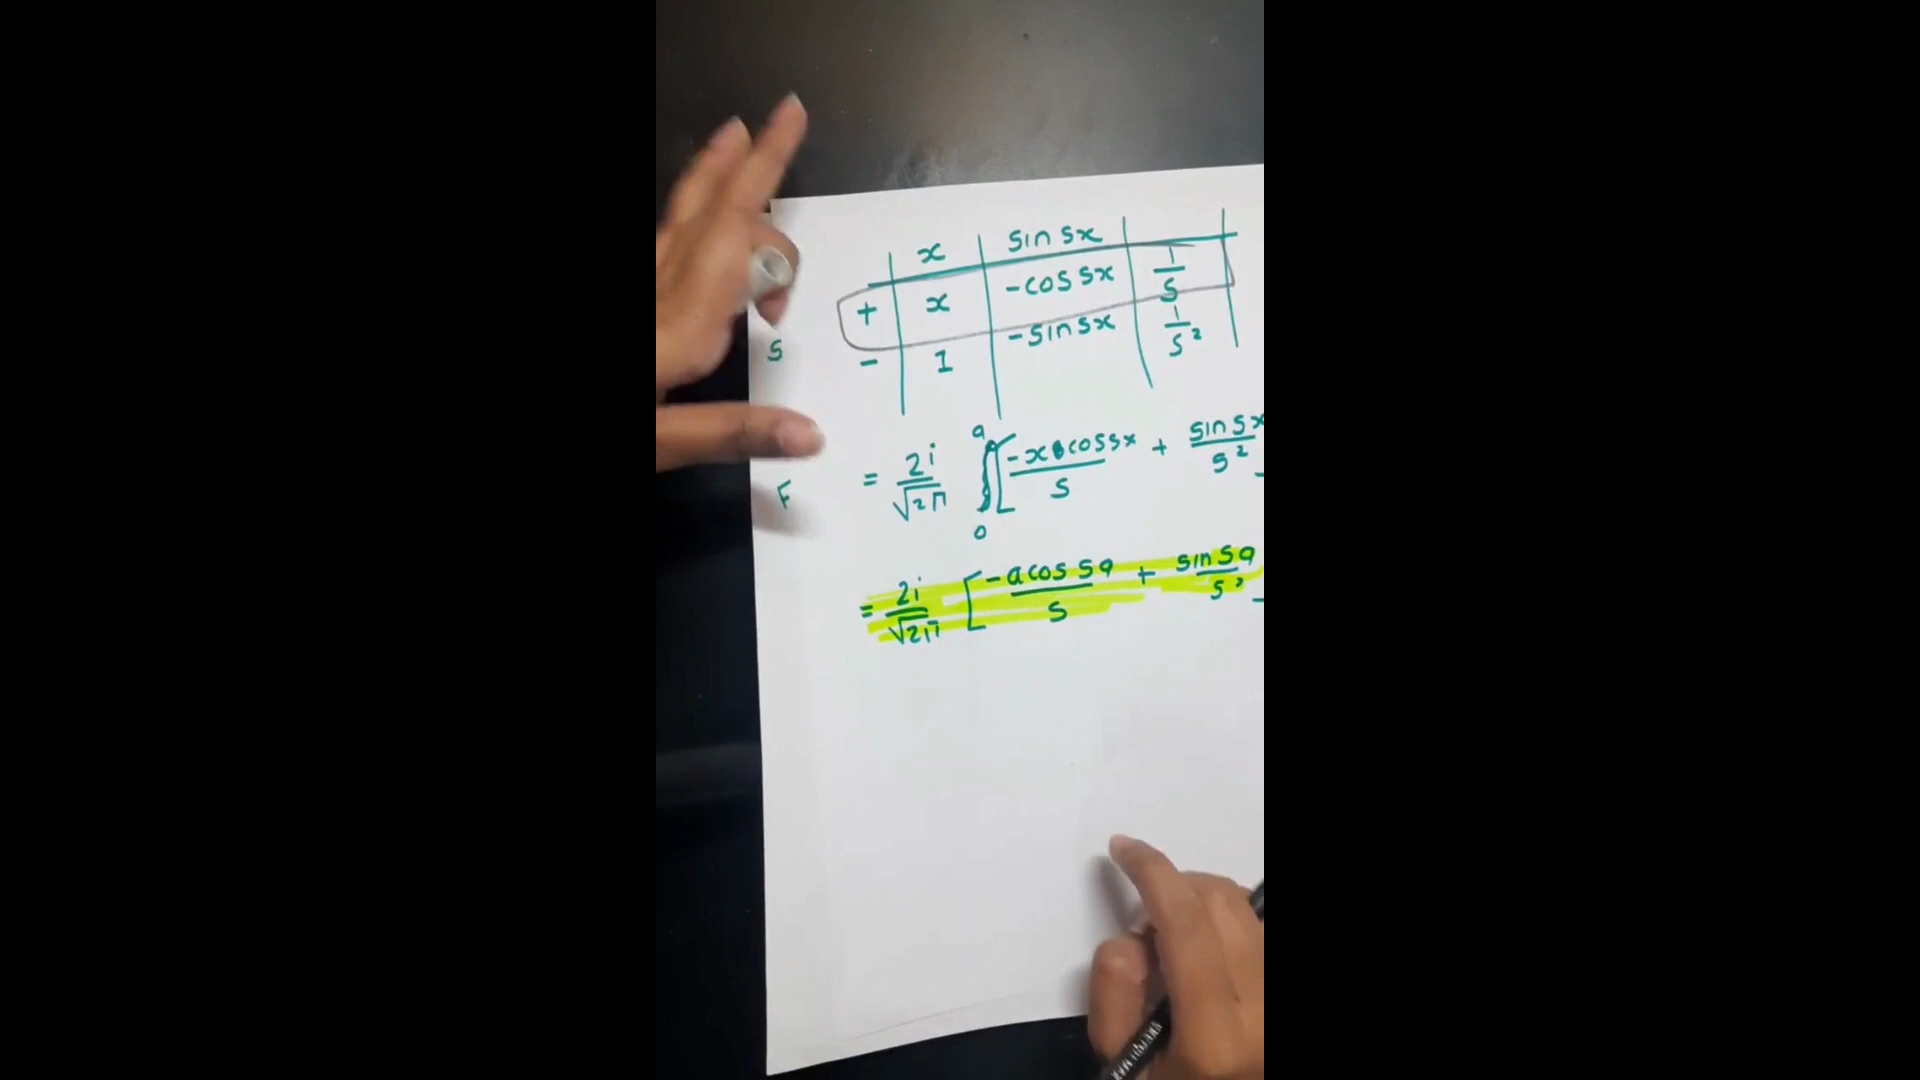 x sin sx
+ x -cos sx 1/s
s
- 1 -sin sx 1/s²
a
= 2i/√2π ∫[ -x cos sx/s + sin sx/s²
F
0
= 2i/√2π [ -a cos sa/s + sin sa/s²